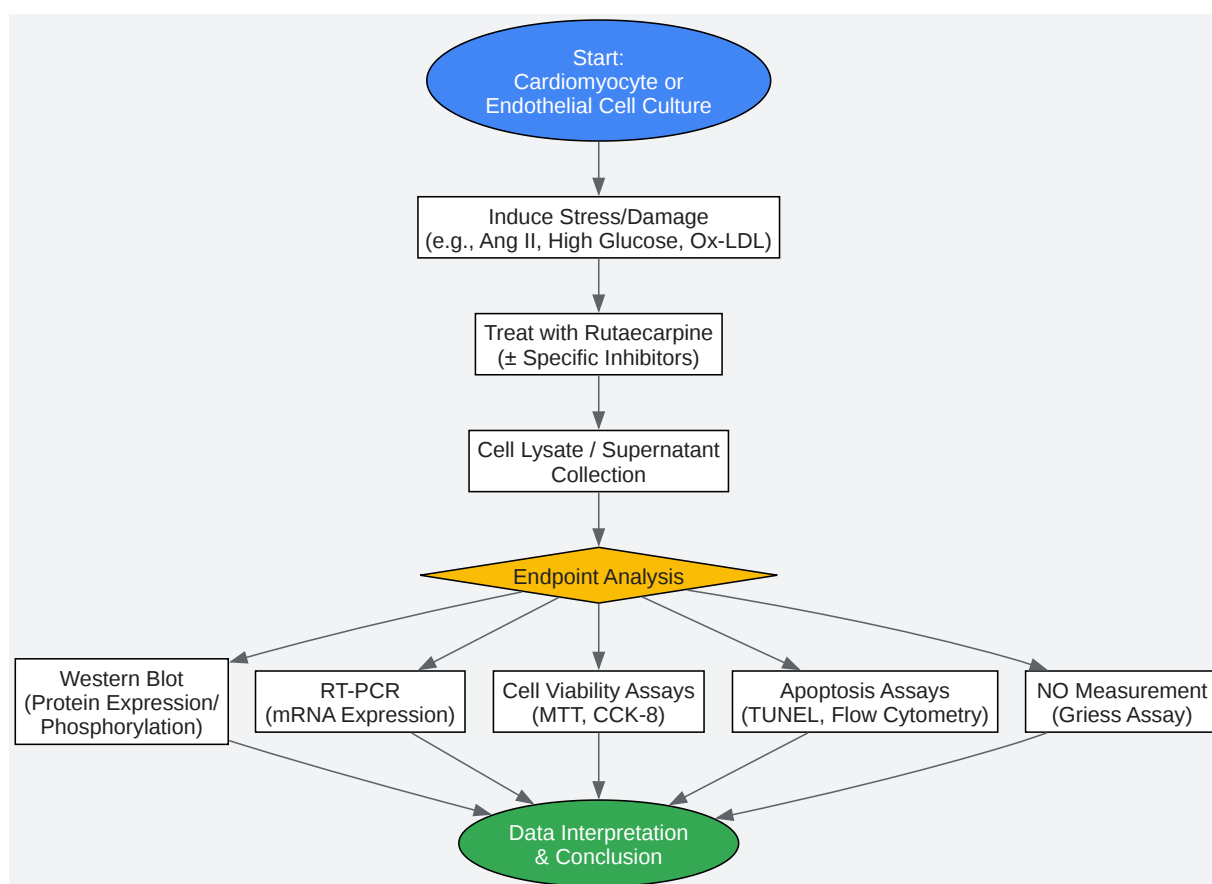 Start:
Cardiomyocyte or
Endothelial Cell Culture
Induce Stress/Damage
(e.g., Ang II, High Glucose, Ox-LDL)
Treat with Rutaecarpine
(± Specific Inhibitors)
Cell Lysate / Supernatant
Collection
Endpoint Analysis
Western Blot
(Protein Expression/
Phosphorylation)
RT-PCR
(mRNA Expression)
Cell Viability Assays
(MTT, CCK-8)
Apoptosis Assays
(TUNEL, Flow Cytometry)
NO Measurement
(Griess Assay)
Data Interpretation
& Conclusion